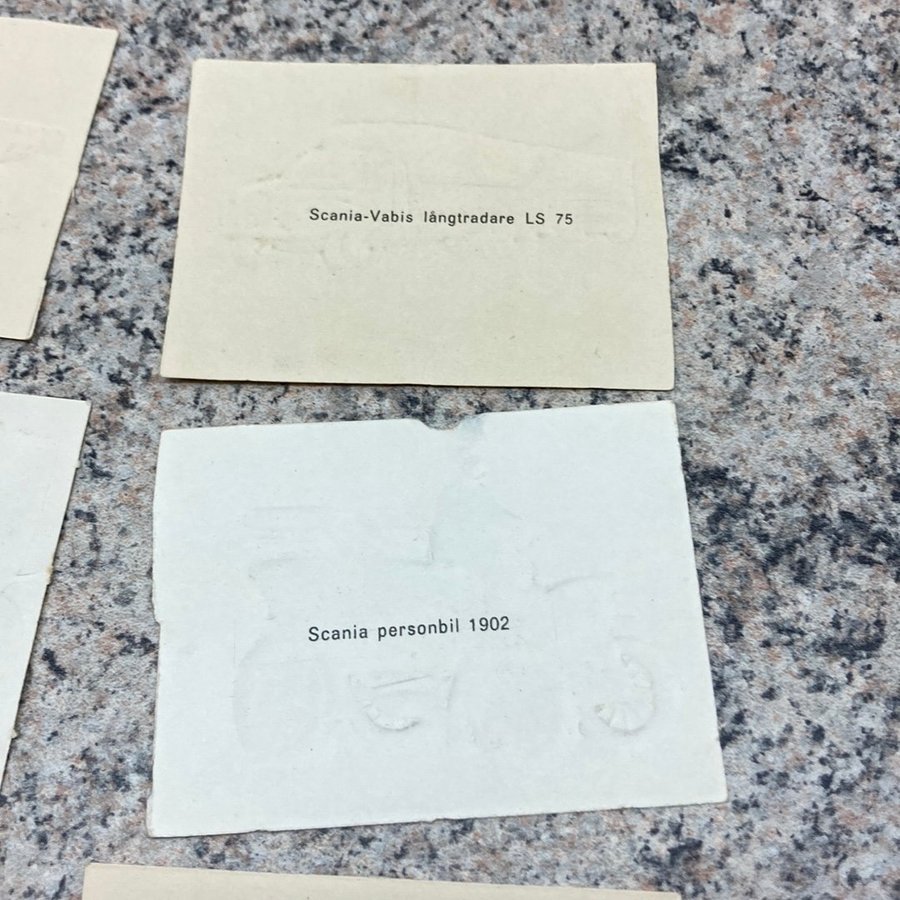 Scania-Vabis långtradare LS 75
Scania personbil 1902